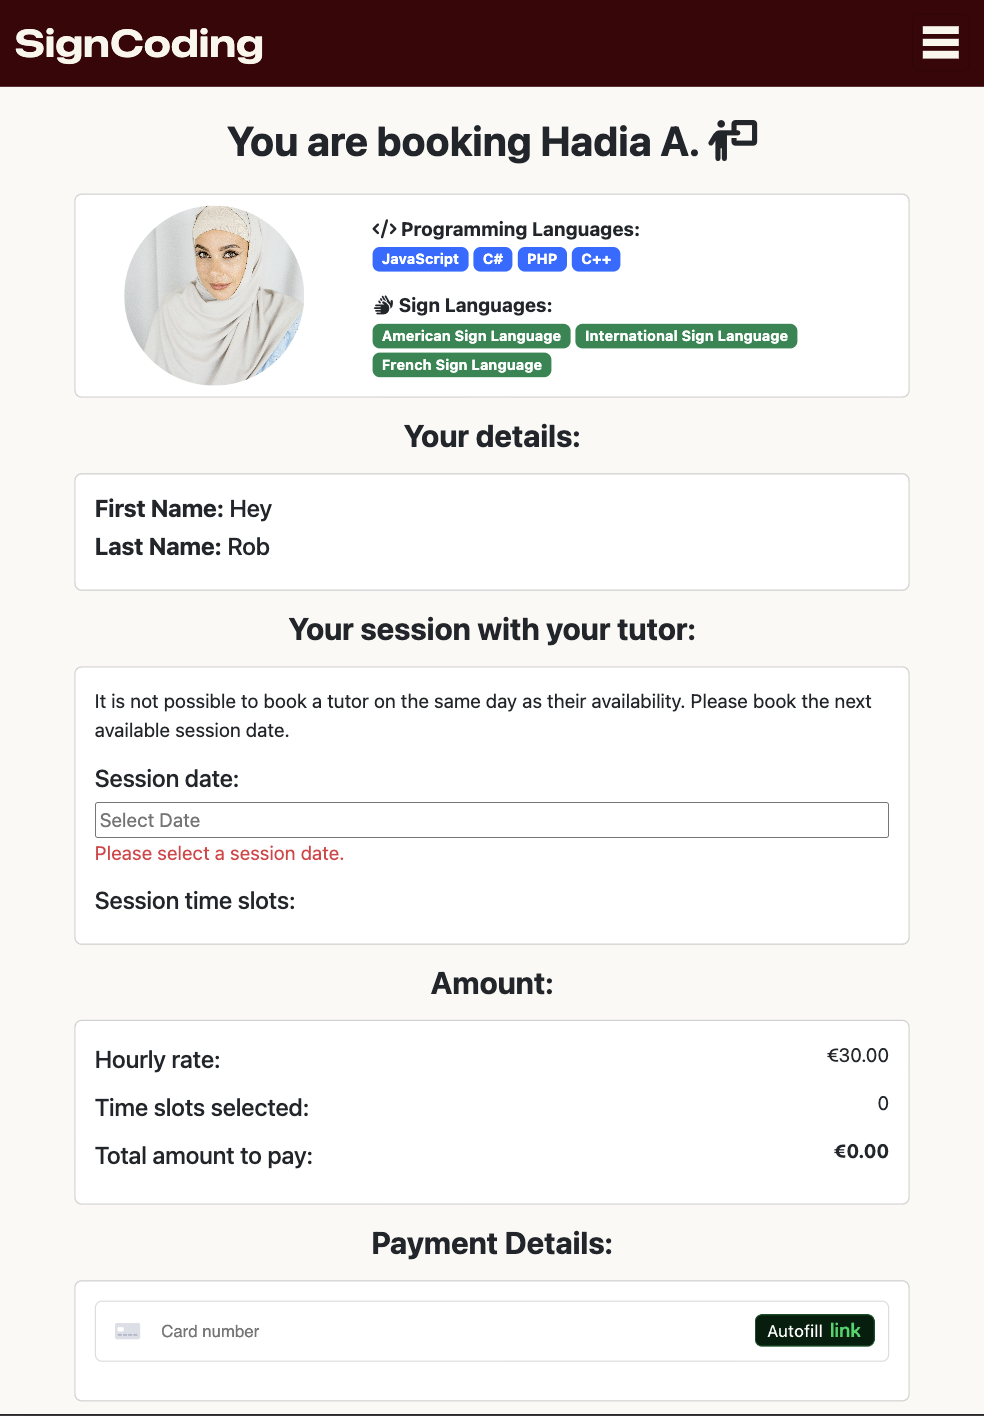 SignCoding
You are booking Hadia A.
</> Programming Languages:
JavaScript C# PHP C++
Sign Languages:
American Sign Language International Sign Language
French Sign Language
Your details:
First Name: Hey
Last Name: Rob
Your session with your tutor:
It is not possible to book a tutor on the same day as their availability. Please book the next
available session date.
Session date:
Select Date
Please select a session date.
Session time slots:
Amount:
Hourly rate: €30.00
Time slots selected: 0
Total amount to pay: €0.00
Payment Details:
Card number Autofill link